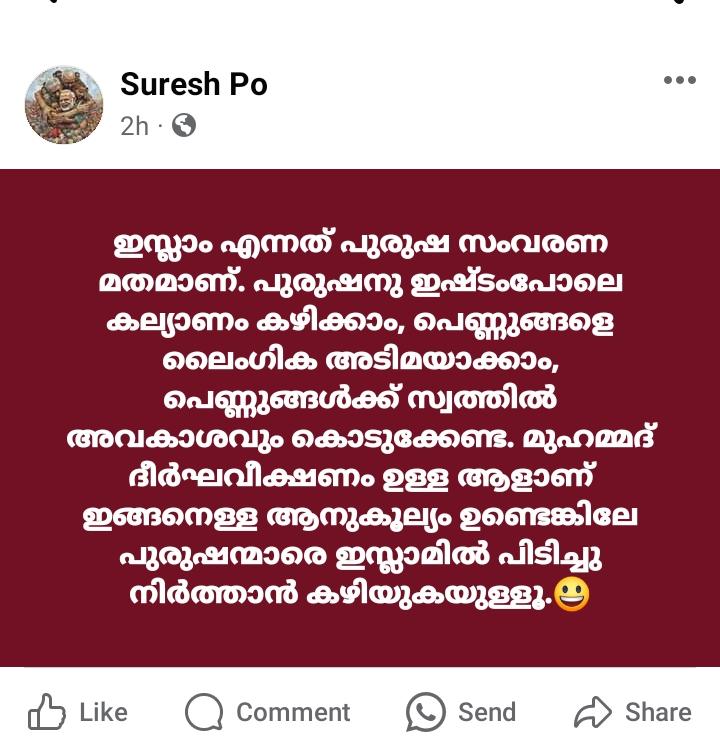 Suresh Po
2h ·
ഇസ്ലാം എന്നത് പുരുഷ സംവരണ
മതമാണ്. പുരുഷനു ഇഷ്ടംപോലെ
കല്യാണം കഴിക്കാം, പെണ്ണുങ്ങളെ
ലൈംഗിക അടിമയാക്കാം,
പെണ്ണുങ്ങൾക്ക് സ്വത്തിൽ
അവകാശവും കൊടുക്കേണ്ട. മുഹമ്മദ്
ദീർഘവീക്ഷണം ഉള്ള ആളാണ്
ഇങ്ങനെള്ള ആനുകൂല്യം ഉണ്ടെങ്കിലേ
പുരുഷന്മാരെ ഇസ്ലാമിൽ പിടിച്ചു
നിർത്താൻ കഴിയുകയുള്ളൂ.😃
Like Comment Send Share